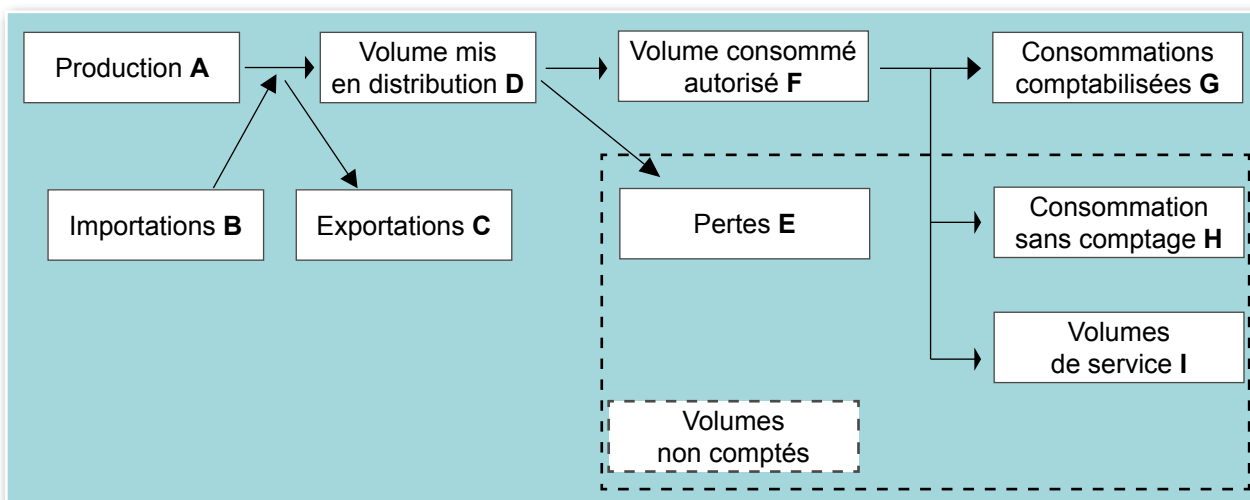 Production A
Volume mis
en distribution D
Volume consommé
autorisé F
Consommations
comptabilisées G
Importations B
Exportations C
Pertes E
Consommation
sans comptage H
Volumes
de service I
Volumes
non comptés